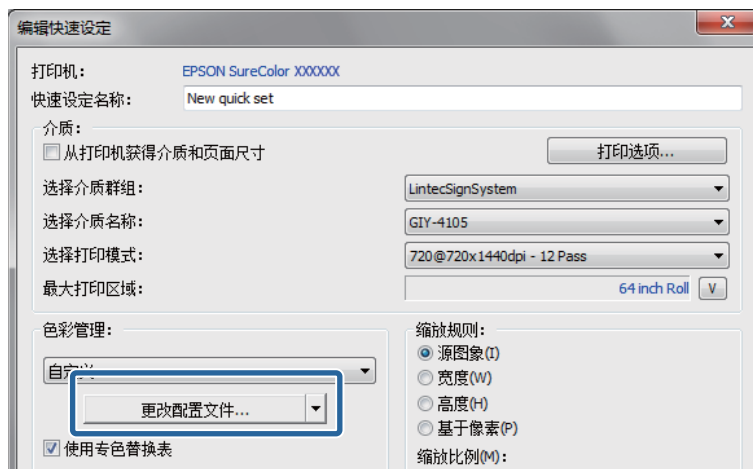 编辑快速设定
打印机： EPSON SureColor XXXXXX
快速设定名称： New quick set
介质：
从打印机获得介质和页面尺寸 打印选项...
选择介质群组： LintecSignSystem
选择介质名称： GIY-4105
选择打印模式： 720@720x1440dpi - 12 Pass
最大打印区域： 64 inch Roll V
色彩管理：
自定义
更改配置文件...
使用专色替换表
缩放规则：
源图象(I)
宽度(W)
高度(H)
基于像素(P)
缩放比例(M)：